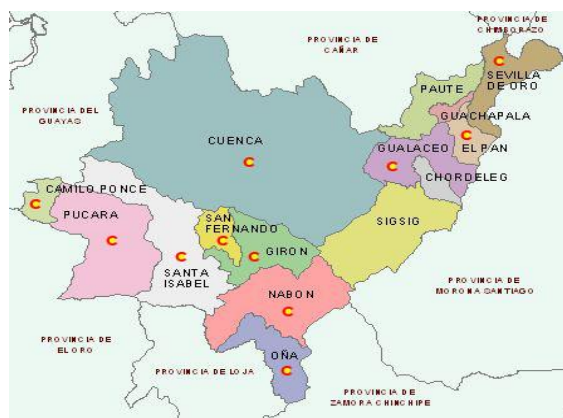 PROVINCIA DE
CHIMBORAZO
PROVINCIA DE
CAÑAR
C
SEVILLA
DE ORO
PAUTE
PROVINCIA DEL
GUAYAS
GUACHAPALA
CUENCA
C
GUALACEO
C
EL PAN
C
CHORDELEG
CAMILO PONCE
C
PUCARA
C
SAN
FERNANDO
C
SIGSIG
GIRON
C
C
SANTA
ISABEL
NABON
C
PROVINCIA DE
MORONA SANTIAGO
PROVINCIA DE
EL ORO
OÑA
C
PROVINCIA DE LOJA
PROVINCIA DE
ZAMORA CHINCHIPE